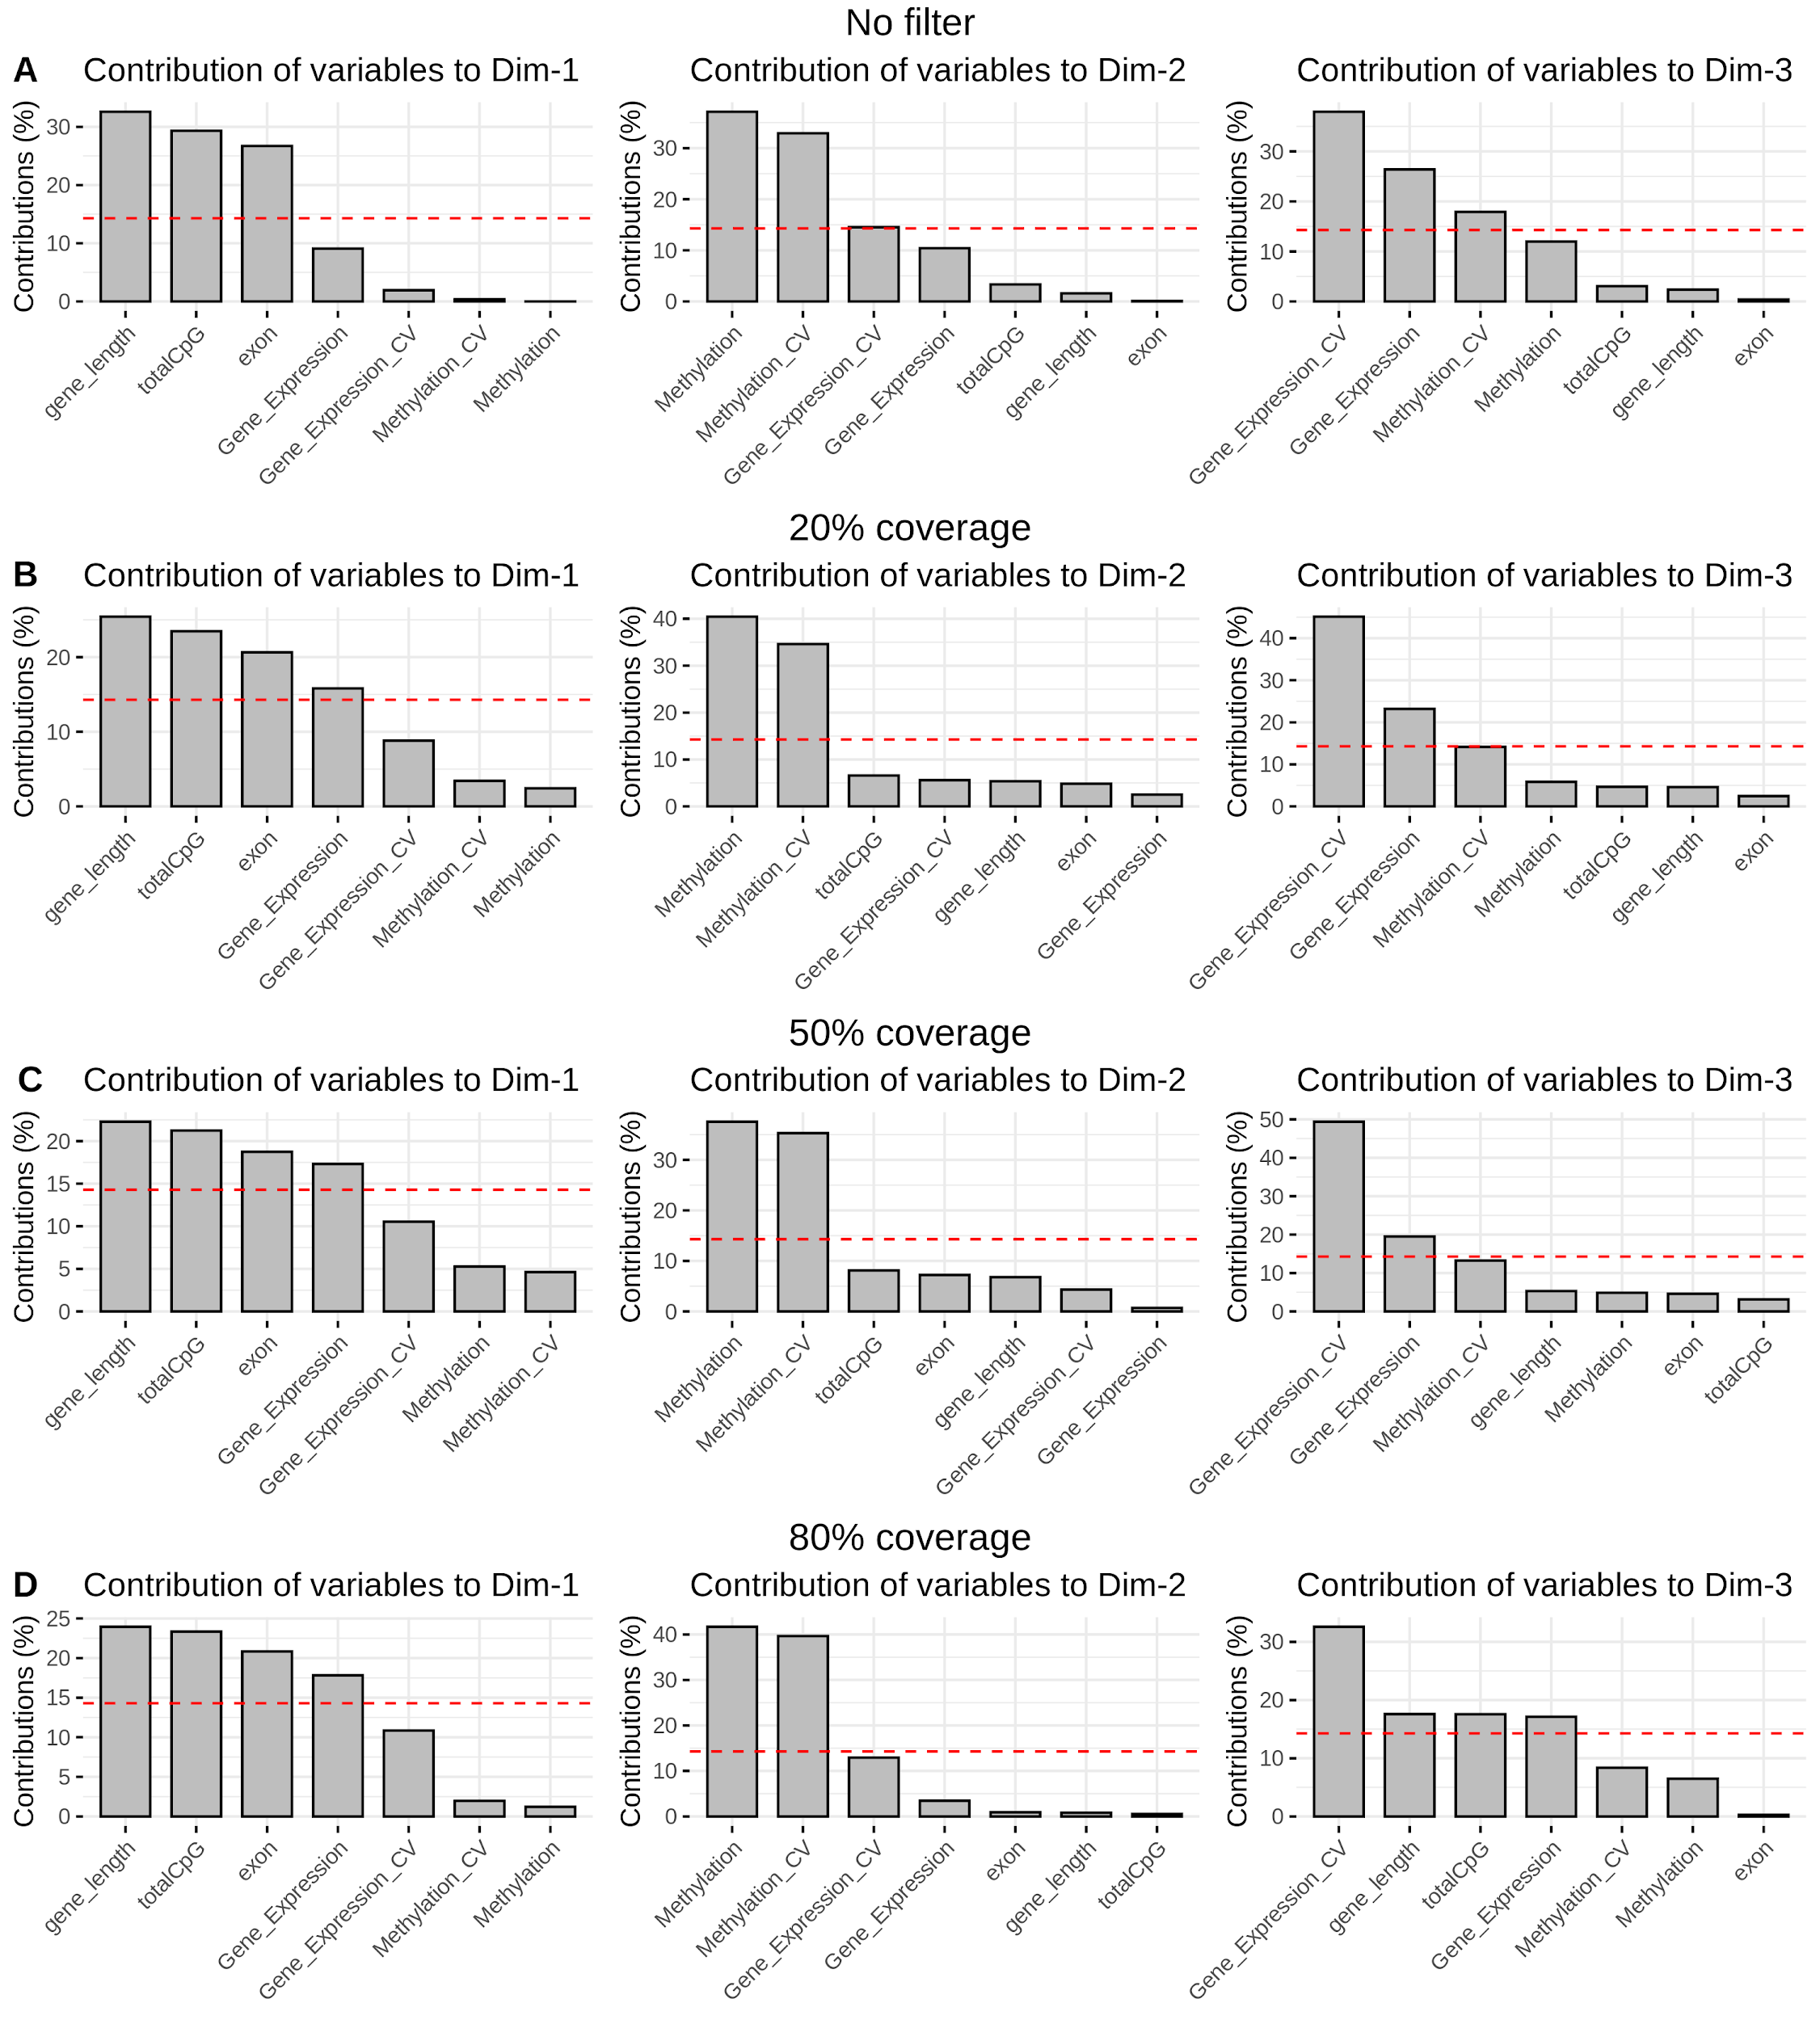 No filter
A
Contribution of variables to Dim-1
Contributions (%)
30
20
10
0
gene_length
totalCpG
exon
Gene_Expression
Gene_Expression_CV
Methylation_CV
Methylation
Contribution of variables to Dim-2
Contributions (%)
30
20
10
0
Methylation
Methylation_CV
Gene_Expression_CV
Gene_Expression
totalCpG
gene_length
exon
Contribution of variables to Dim-3
Contributions (%)
30
20
10
0
Gene_Expression_CV
Gene_Expression
Methylation_CV
Methylation
totalCpG
gene_length
exon
20% coverage
B
Contribution of variables to Dim-1
Contributions (%)
20
10
0
gene_length
totalCpG
exon
Gene_Expression
Gene_Expression_CV
Methylation_CV
Methylation
Contribution of variables to Dim-2
Contributions (%)
40
30
20
10
0
Methylation
Methylation_CV
totalCpG
Gene_Expression_CV
gene_length
exon
Gene_Expression
Contribution of variables to Dim-3
Contributions (%)
40
30
20
10
0
Gene_Expression_CV
Gene_Expression
Methylation_CV
Methylation
totalCpG
gene_length
exon
50% coverage
C
Contribution of variables to Dim-1
Contributions (%)
20
15
10
5
0
gene_length
totalCpG
exon
Gene_Expression
Gene_Expression_CV
Methylation
Methylation_CV
Contribution of variables to Dim-2
Contributions (%)
30
20
10
0
Methylation
Methylation_CV
totalCpG
exon
gene_length
Gene_Expression_CV
Gene_Expression
Contribution of variables to Dim-3
Contributions (%)
50
40
30
20
10
0
Gene_Expression_CV
Gene_Expression
Methylation_CV
gene_length
Methylation
exon
totalCpG
80% coverage
D
Contribution of variables to Dim-1
Contributions (%)
25
20
15
10
5
0
gene_length
totalCpG
exon
Gene_Expression
Gene_Expression_CV
Methylation_CV
Methylation
Contribution of variables to Dim-2
Contributions (%)
40
30
20
10
0
Methylation
Methylation_CV
Gene_Expression_CV
Gene_Expression
exon
gene_length
totalCpG
Contribution of variables to Dim-3
Contributions (%)
30
20
10
0
Gene_Expression_CV
gene_length
totalCpG
Gene_Expression
Methylation_CV
Methylation
exon